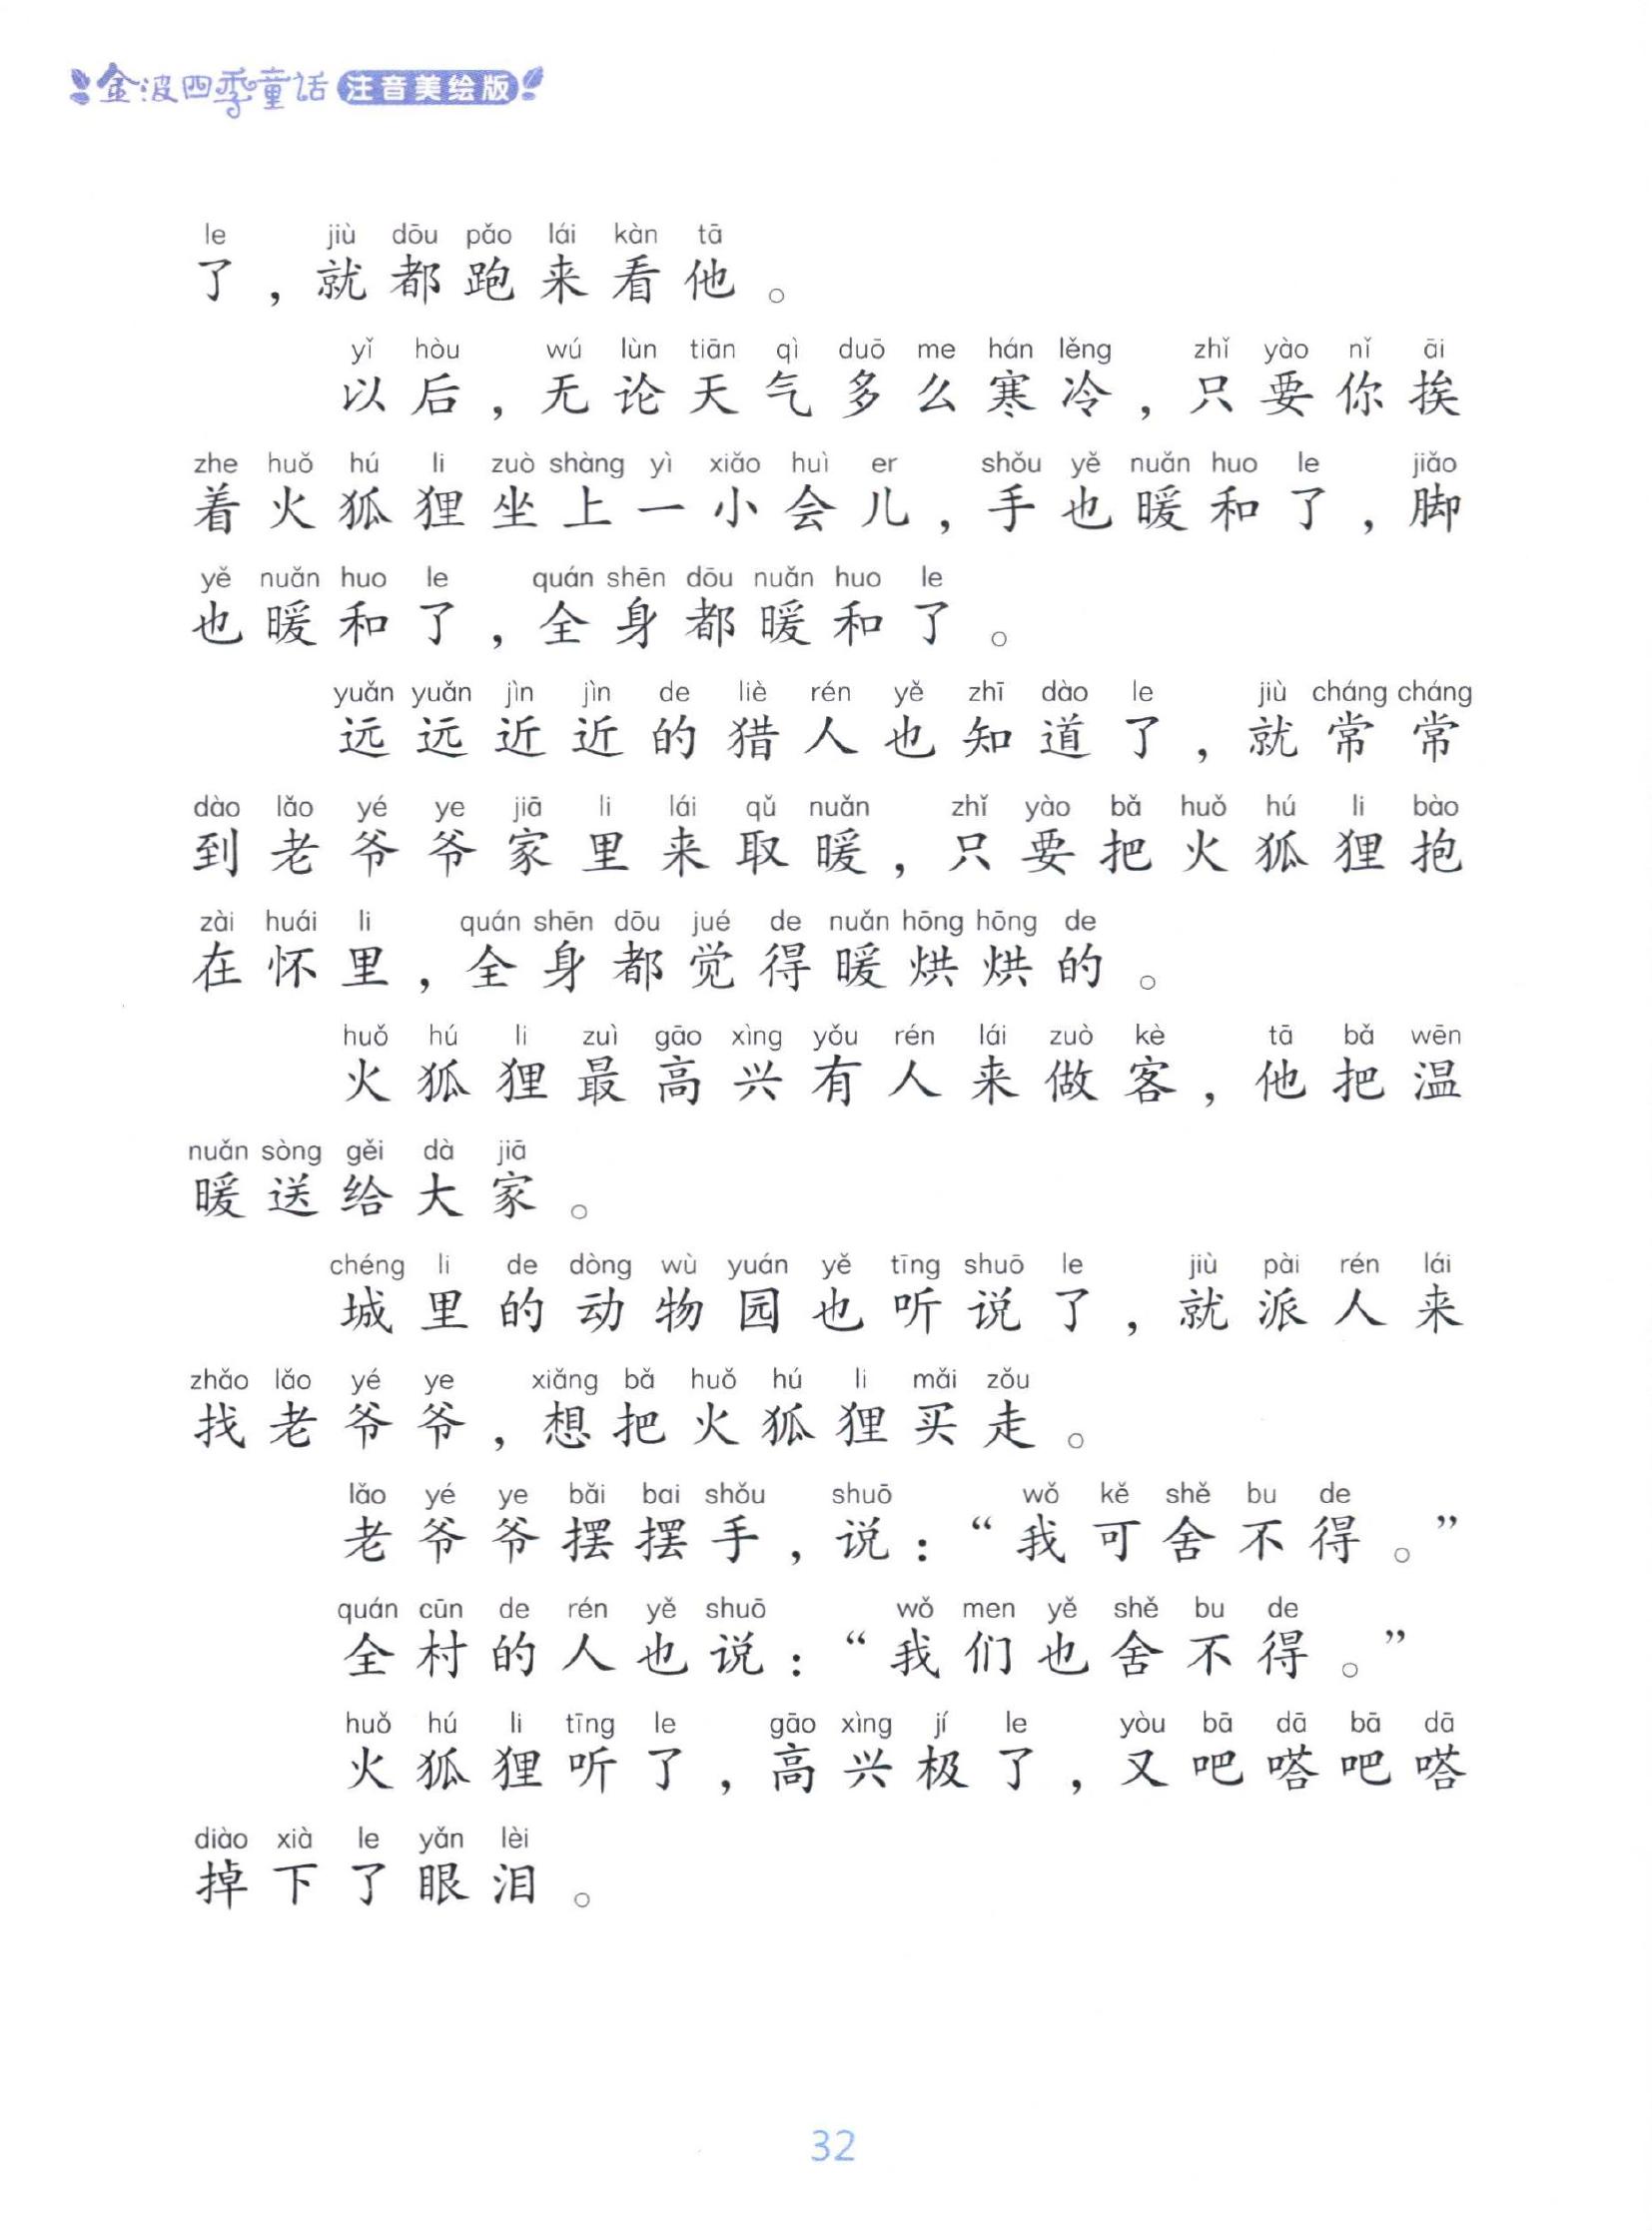 金波四季童话 注音美绘版
le jiù dōu pǎo lái kàn tā
了，就都跑来看他。
yǐ hòu wú lùn tiān qì duō me hán lěng zhǐ yào nǐ āi
以后，无论天气多么寒冷，只要你挨
zhe huǒ hú li zuò shàng yì xiǎo huì er shǒu yě nuǎn huo le jiǎo
着火狐狸坐上一小会儿，手也暖和了，脚
yě nuǎn huo le quán shēn dōu nuǎn huo le
也暖和了，全身都暖和了。
yuǎn yuǎn jìn jìn de liè rén yě zhī dào le jiù cháng cháng
远远近近的猎人也知道了，就常常
dào lǎo yé ye jiā li lái qǔ nuǎn zhǐ yào bǎ huǒ hú li bào
到老爷爷家里来取暖，只要把火狐狸抱
zài huái li quán shēn dōu jué de nuǎn hōng hōng de
在怀里，全身都觉得暖烘烘的。
huǒ hú li zuì gāo xìng yǒu rén lái zuò kè tā bǎ wēn
火狐狸最高兴有人来做客，他把温
nuǎn sòng gěi dà jiā
暖送给大家。
chéng li de dòng wù yuán yě tīng shuō le jiù pài rén lái
城里的动物园也听说了，就派人来
zhǎo lǎo yé ye xiǎng bǎ huǒ hú li mǎi zǒu
找老爷爷，想把火狐狸买走。
lǎo yé ye bǎi bai shǒu shuō wǒ kě shě bu de
老爷爷摆摆手，说：“我可舍不得。”
quán cūn de rén yě shuō wǒ men yě shě bu de
全村的人也说：“我们也舍不得。”
huǒ hú li tīng le gāo xìng jí le yòu bā dā bā dā
火狐狸听了，高兴极了，又吧嗒吧嗒
diào xià le yǎn lèi
掉下了眼泪。
32